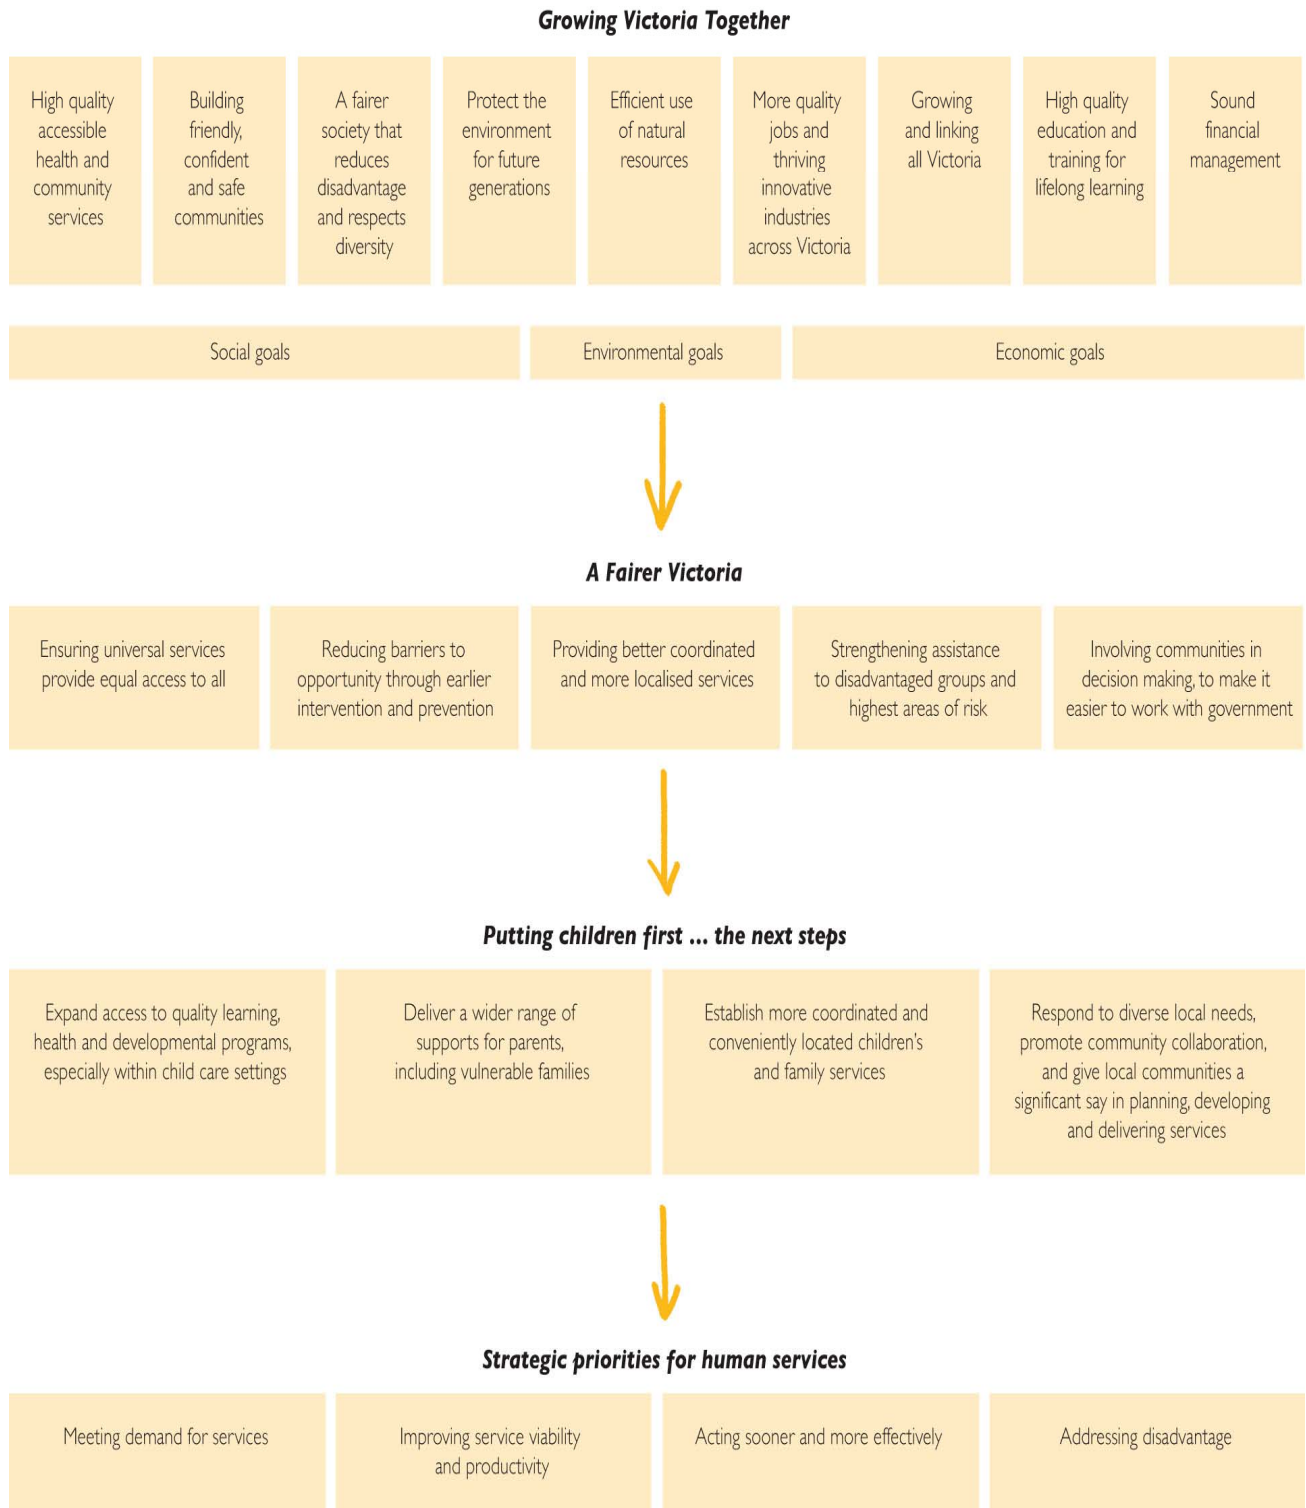 Growing Victoria Together
High quality
accessible
health and
community
services
Building
friendly,
confident
and safe
communities
A fairer
society that
reduces
disadvantage
and respects
diversity
Protect the
environment
for future
generations
Efficient use
of natural
resources
More quality
jobs and
thriving
innovative
industries
across Victoria
Growing
and linking
all Victoria
High quality
education and
training for
lifelong learning
Sound
financial
management
Social goals
Environmental goals
Economic goals
A Fairer Victoria
Ensuring universal services
provide equal access to all
Reducing barriers to
opportunity through earlier
intervention and prevention
Providing better coordinated
and more localised services
Strengthening assistance
to disadvantaged groups and
highest areas of risk
Involving communities in
decision making, to make it
easier to work with government
Putting children first ... the next steps
Expand access to quality learning,
health and developmental programs,
especially within child care settings
Deliver a wider range of
supports for parents,
including vulnerable families
Establish more coordinated and
conveniently located children's
and family services
Respond to diverse local needs,
promote community collaboration,
and give local communities a
significant say in planning, developing
and delivering services
Strategic priorities for human services
Meeting demand for services
Improving service viability
and productivity
Acting sooner and more effectively
Addressing disadvantage